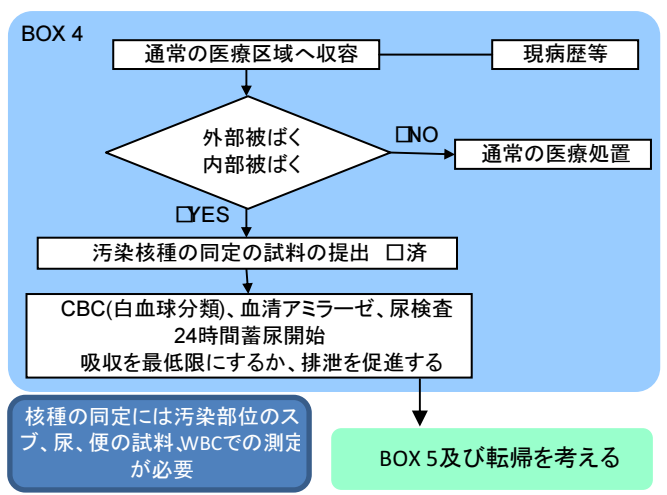 BOX 4
通常の医療区域へ収容
現病歴等
外部被ばく
内部被ばく
□NO
通常の医療処置
□YES
汚染核種の同定の試料の提出 □済
CBC(白血球分類)、血清アミラーゼ、尿検査
24時間蓄尿開始
吸収を最低限にするか、排泄を促進する
核種の同定には汚染部位のス
ブ、尿、便の試料、WBCでの測定
が必要
BOX 5及び転帰を考える